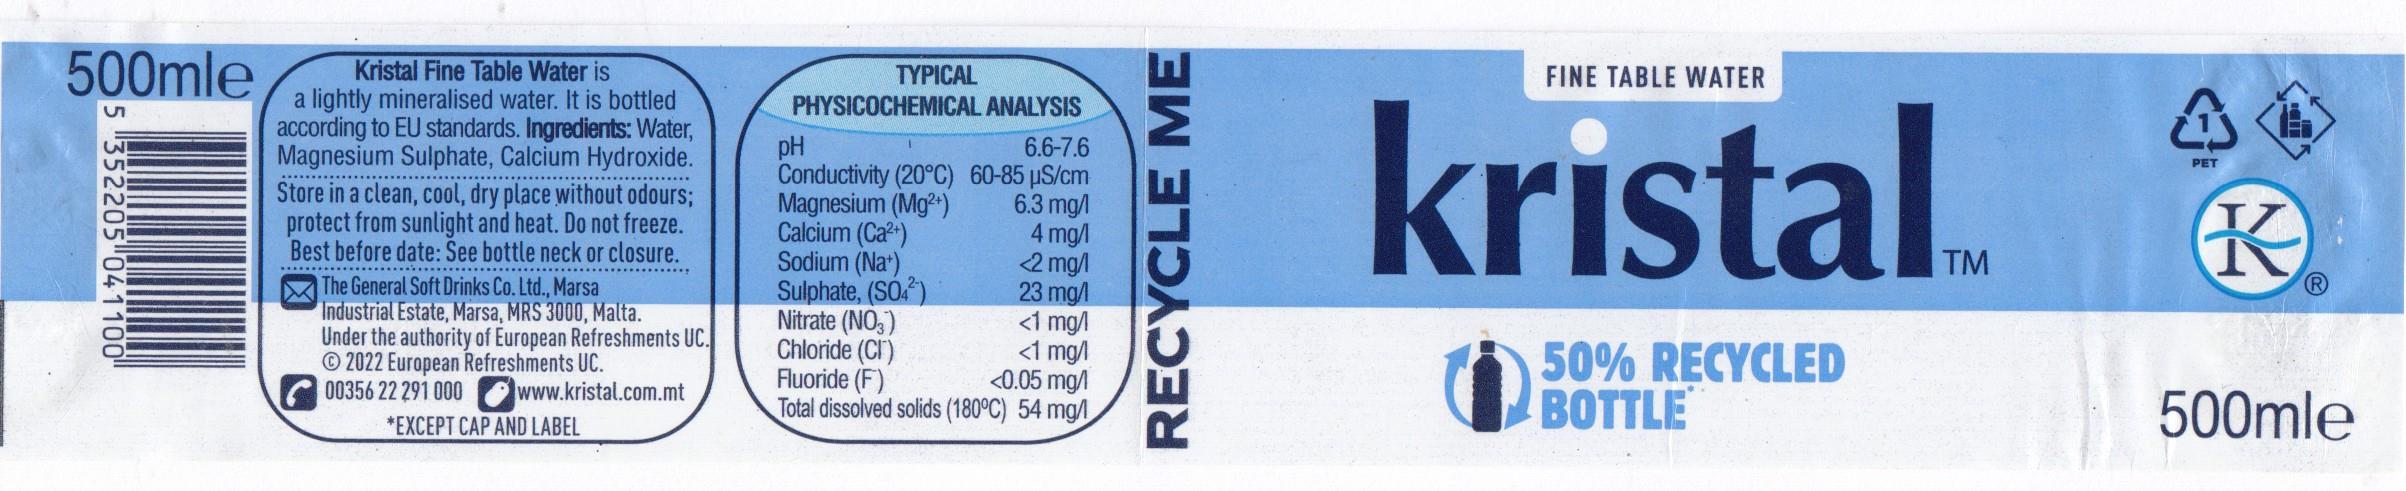 500ml℮
5 352205 041100
Kristal Fine Table Water is
a lightly mineralised water. It is bottled
according to EU standards. Ingredients: Water,
Magnesium Sulphate, Calcium Hydroxide.
Store in a clean, cool, dry place without odours;
protect from sunlight and heat. Do not freeze.
Best before date: See bottle neck or closure.
The General Soft Drinks Co. Ltd., Marsa
Industrial Estate, Marsa, MRS 3000, Malta.
Under the authority of European Refreshments UC.
© 2022 European Refreshments UC.
00356 22 291 000 www.kristal.com.mt
*EXCEPT CAP AND LABEL
TYPICAL
PHYSICOCHEMICAL ANALYSIS
pH 6.6-7.6
Conductivity (20ºC) 60-85 µS/cm
Magnesium (Mg²⁺) 6.3 mg/l
Calcium (Ca²⁺) 4 mg/l
Sodium (Na⁺) <2 mg/l
Sulphate, (SO₄²⁻) 23 mg/l
Nitrate (NO₃⁻) <1 mg/l
Chloride (Cl⁻) <1 mg/l
Fluoride (F⁻) <0.05 mg/l
Total dissolved solids (180ºC) 54 mg/l
RECYCLE ME
FINE TABLE WATER
kristal™
50% RECYCLED
BOTTLE*
1
PET
K®
500ml℮